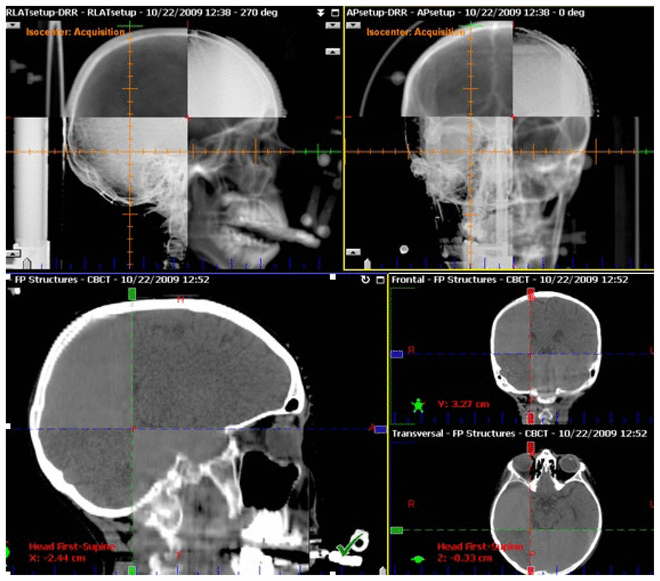 RLATsetup-DRR - RLATsetup - 10/22/2009 12:38 - 270 deg
Isocenter: Acquisition
APsetup-DRR - APsetup - 10/22/2009 12:38 - 0 deg
Isocenter: Acquisition
FP Structures - CBCT - 10/22/2009 12:52
H
A
F
Head First-Supine
X: -2.44 cm
Frontal - FP Structures - CBCT - 10/22/2009 12:52
R
L
Y: 3.27 cm
Transversal - FP Structures - CBCT - 10/22/2009 12:52
R
L
Head First-Supine
Z: -0.33 cm